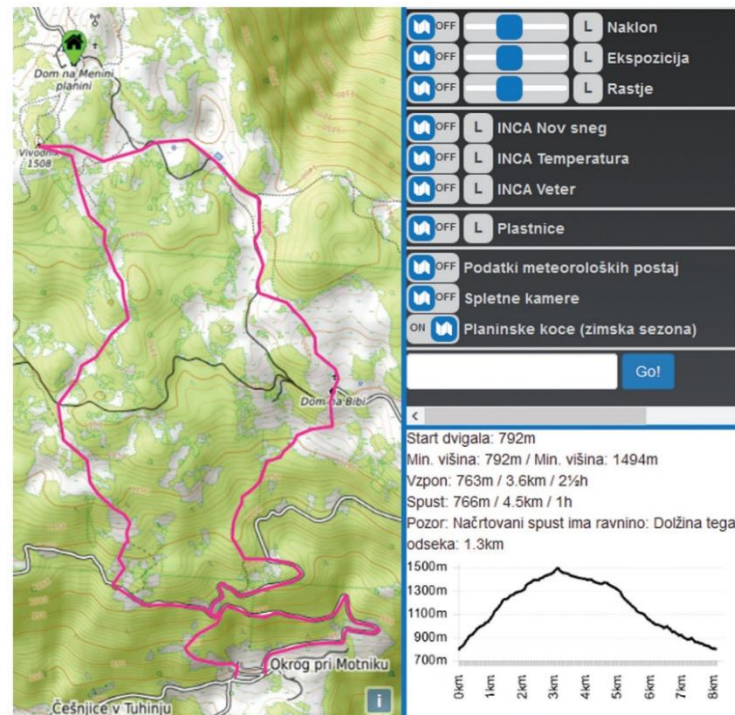 Dom na Menini
planini
Vivodnik
1508
Dom na Bibi
Okrog pri Motniku
Češnjice v Tuhinju
i
OFF L Naklon
OFF L Ekspozicija
OFF L Rastje
OFF L INCA Nov sneg
OFF L INCA Temperatura
OFF L INCA Veter
OFF L Plastnice
OFF Podatki meteoroloških postaj
OFF Spletne kamere
ON Planinske koce (zimska sezona)
Go!
Start dvigala: 792m
Min. višina: 792m / Min. višina: 1494m
Vzpon: 763m / 3.6km / 2½h
Spust: 766m / 4.5km / 1h
Pozor: Načrtovani spust ima ravnino: Dolžina tega
odseka: 1.3km
1500m
1300m
1100m
900m
700m
0km 1km 2km 3km 4km 5km 6km 7km 8km